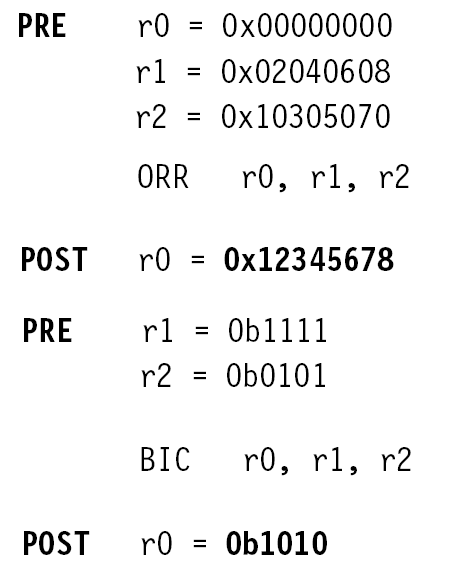 PRE r0 = 0x00000000
r1 = 0x02040608
r2 = 0x10305070
ORR r0, r1, r2
POST r0 = 0x12345678
PRE r1 = 0b1111
r2 = 0b0101
BIC r0, r1, r2
POST r0 = 0b1010